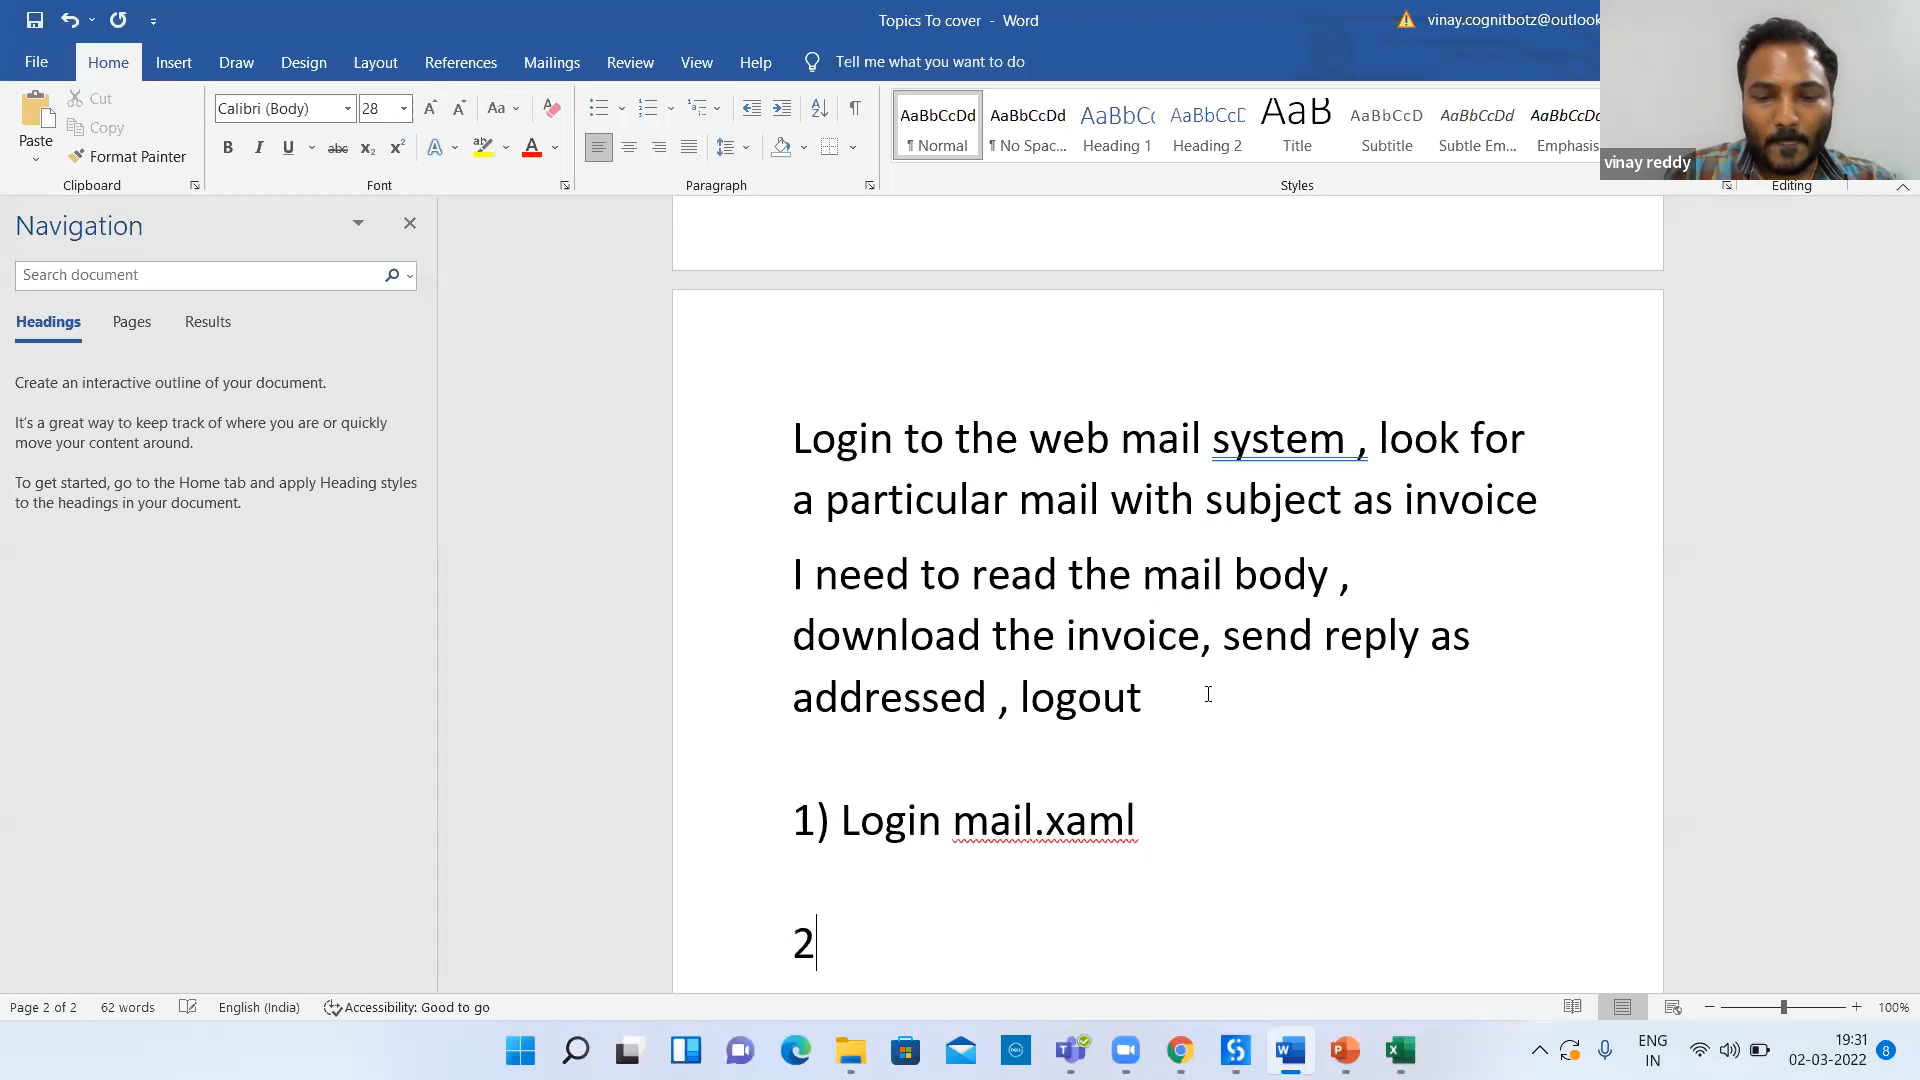 Topics To cover - Word
vinay.cognitbotz@outlook
File Home Insert Draw Design Layout References Mailings Review View Help Tell me what you want to do
Paste
Cut
Copy
Format Painter
Clipboard
Calibri (Body) 28
Font
Paragraph
AaBbCcDd AaBbCcDd AaBbCc AaBbCcD AaB AaBbCcD AaBbCcDd AaBbCcDd
¶ Normal ¶ No Spac... Heading 1 Heading 2 Title Subtitle Subtle Em... Emphasis
Styles
Editing
vinay reddy
Navigation
Search document
Headings Pages Results
Create an interactive outline of your document.
It's a great way to keep track of where you are or quickly
move your content around.
To get started, go to the Home tab and apply Heading styles
to the headings in your document.
Login to the web mail system , look for
a particular mail with subject as invoice
I need to read the mail body ,
download the invoice, send reply as
addressed , logout
1) Login mail.xaml
2
Page 2 of 2 62 words English (India) Accessibility: Good to go 100%
ENG
IN
19:31
02-03-2022
8